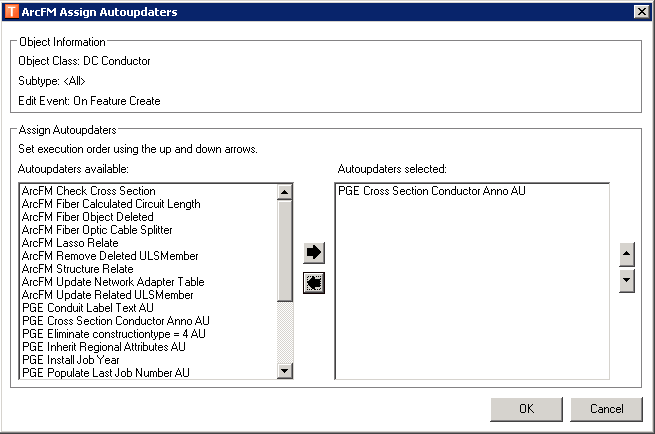 T ArcFM Assign Autoupdaters
Object Information
Object Class: DC Conductor
Subtype: <All>
Edit Event: On Feature Create
Assign Autoupdaters
Set execution order using the up and down arrows.
Autoupdaters available:
ArcFM Check Cross Section
ArcFM Fiber Calculated Circuit Length
ArcFM Fiber Object Deleted
ArcFM Fiber Optic Cable Splitter
ArcFM Lasso Relate
ArcFM Remove Deleted ULSMember
ArcFM Structure Relate
ArcFM Update Network Adapter Table
ArcFM Update Related ULSMember
PGE Conduit Label Text AU
PGE Cross Section Conductor Anno AU
PGE Eliminate constructiontype = 4 AU
PGE Inherit Regional Attributes AU
PGE Install Job Year
PGE Populate Last Job Number AU
Autoupdaters selected:
PGE Cross Section Conductor Anno AU
OK
Cancel